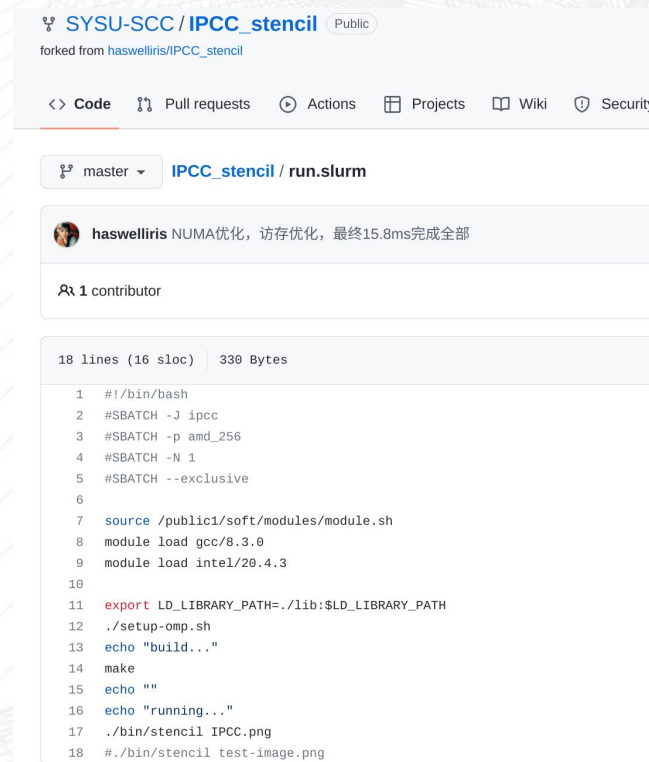 SYSU-SCC / IPCC_stencil Public
forked from haswelliris/IPCC_stencil
<> Code Pull requests Actions Projects Wiki Security
master IPCC_stencil / run.slurm
haswelliris NUMA优化，访存优化，最终15.8ms完成全部
1 contributor
18 lines (16 sloc) 330 Bytes
1 #!/bin/bash
2 #SBATCH -J ipcc
3 #SBATCH -p amd_256
4 #SBATCH -N 1
5 #SBATCH --exclusive
6
7 source /public1/soft/modules/module.sh
8 module load gcc/8.3.0
9 module load intel/20.4.3
10
11 export LD_LIBRARY_PATH=./lib:$LD_LIBRARY_PATH
12 ./setup-omp.sh
13 echo "build..."
14 make
15 echo ""
16 echo "running..."
17 ./bin/stencil IPCC.png
18 #./bin/stencil test-image.png